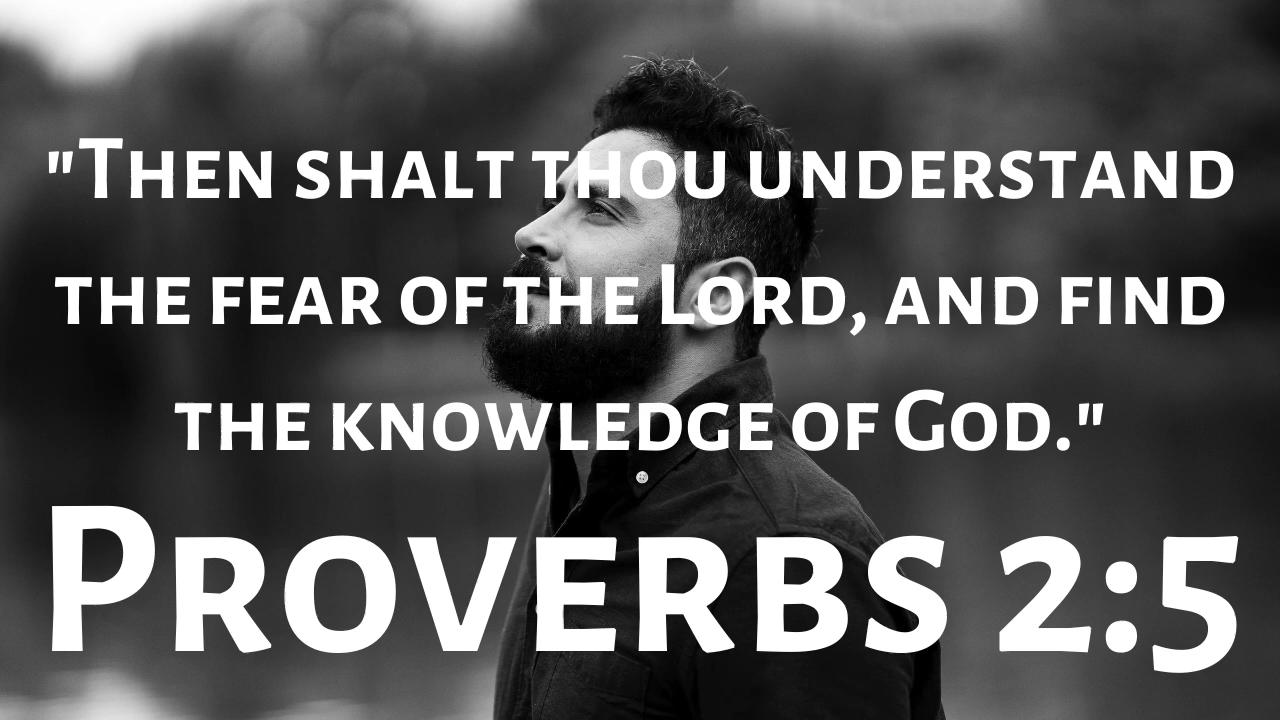 "Then shalt thou understand
the fear of the Lord, and find
the knowledge of God."
Proverbs 2:5